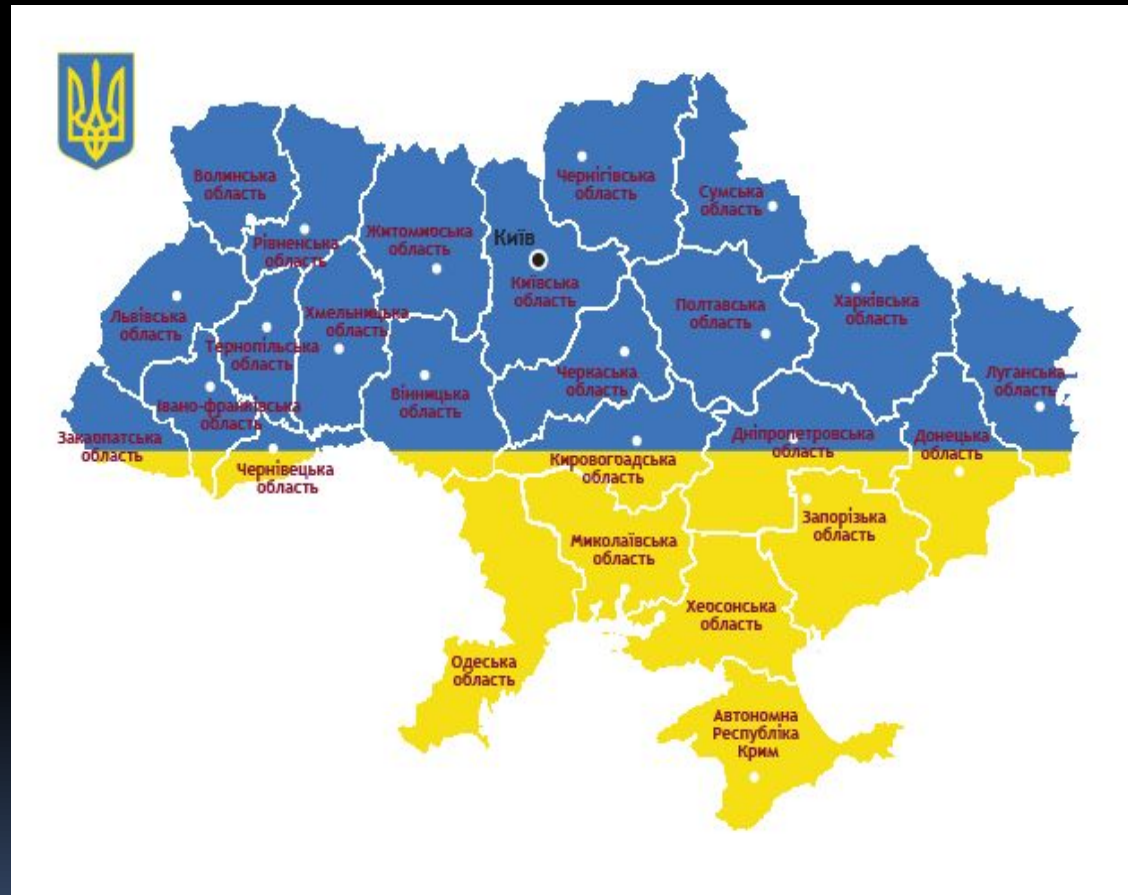 Волинська
область
Рівненська
область
Житомирська
область
Київ
Київська
область
Чернігівська
область
Сумська
область
Львівська
область
Тернопільська
область
Хмельницька
область
Полтавська
область
Харківська
область
Луганська
область
Івано-франківська
область
Вінницька
область
Черкаська
область
Закарпатська
область
Чернівецька
область
Кировоградська
область
Дніпропетровська
область
Донецька
область
Запорізька
область
Миколаївська
область
Херсонська
область
Одеська
область
Автономна
Республіка
Крим